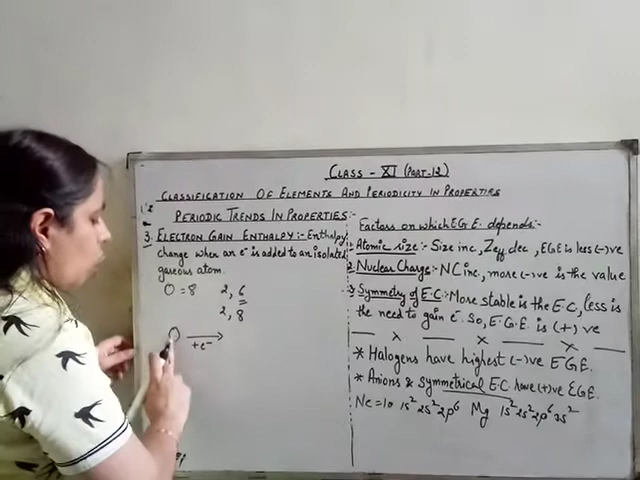 CLASS - XI (PART-12)
CLASSIFICATION OF ELEMENTS AND PERIODICITY IN PROPERTIES
PERIODIC TRENDS IN PROPERTIES:-
3. ELECTRON GAIN ENTHALPY:- Enthalpy
change when an e⁻ is added to an isolated
gaseous atom.
O = 8 2, 6
2, 8
O ⟶ +e⁻
Factors on which E.G.E. depends:-
1. Atomic size:- Size inc, Zeff dec, EGE is less (-)ve
2. Nuclear Charge:- NC inc, more (-)ve is the value
3. Symmetry of E.C:- More stable is the E.C, less is
the need to gain e⁻. So, E.G.E is (+)ve
* Halogens have highest (-)ve EGE.
* Anions & symmetrical E.C have (+)ve EGE.
Ne = 10 1s² 2s² 2p⁶ Mg 1s² 2s² 2p⁶ 3s²